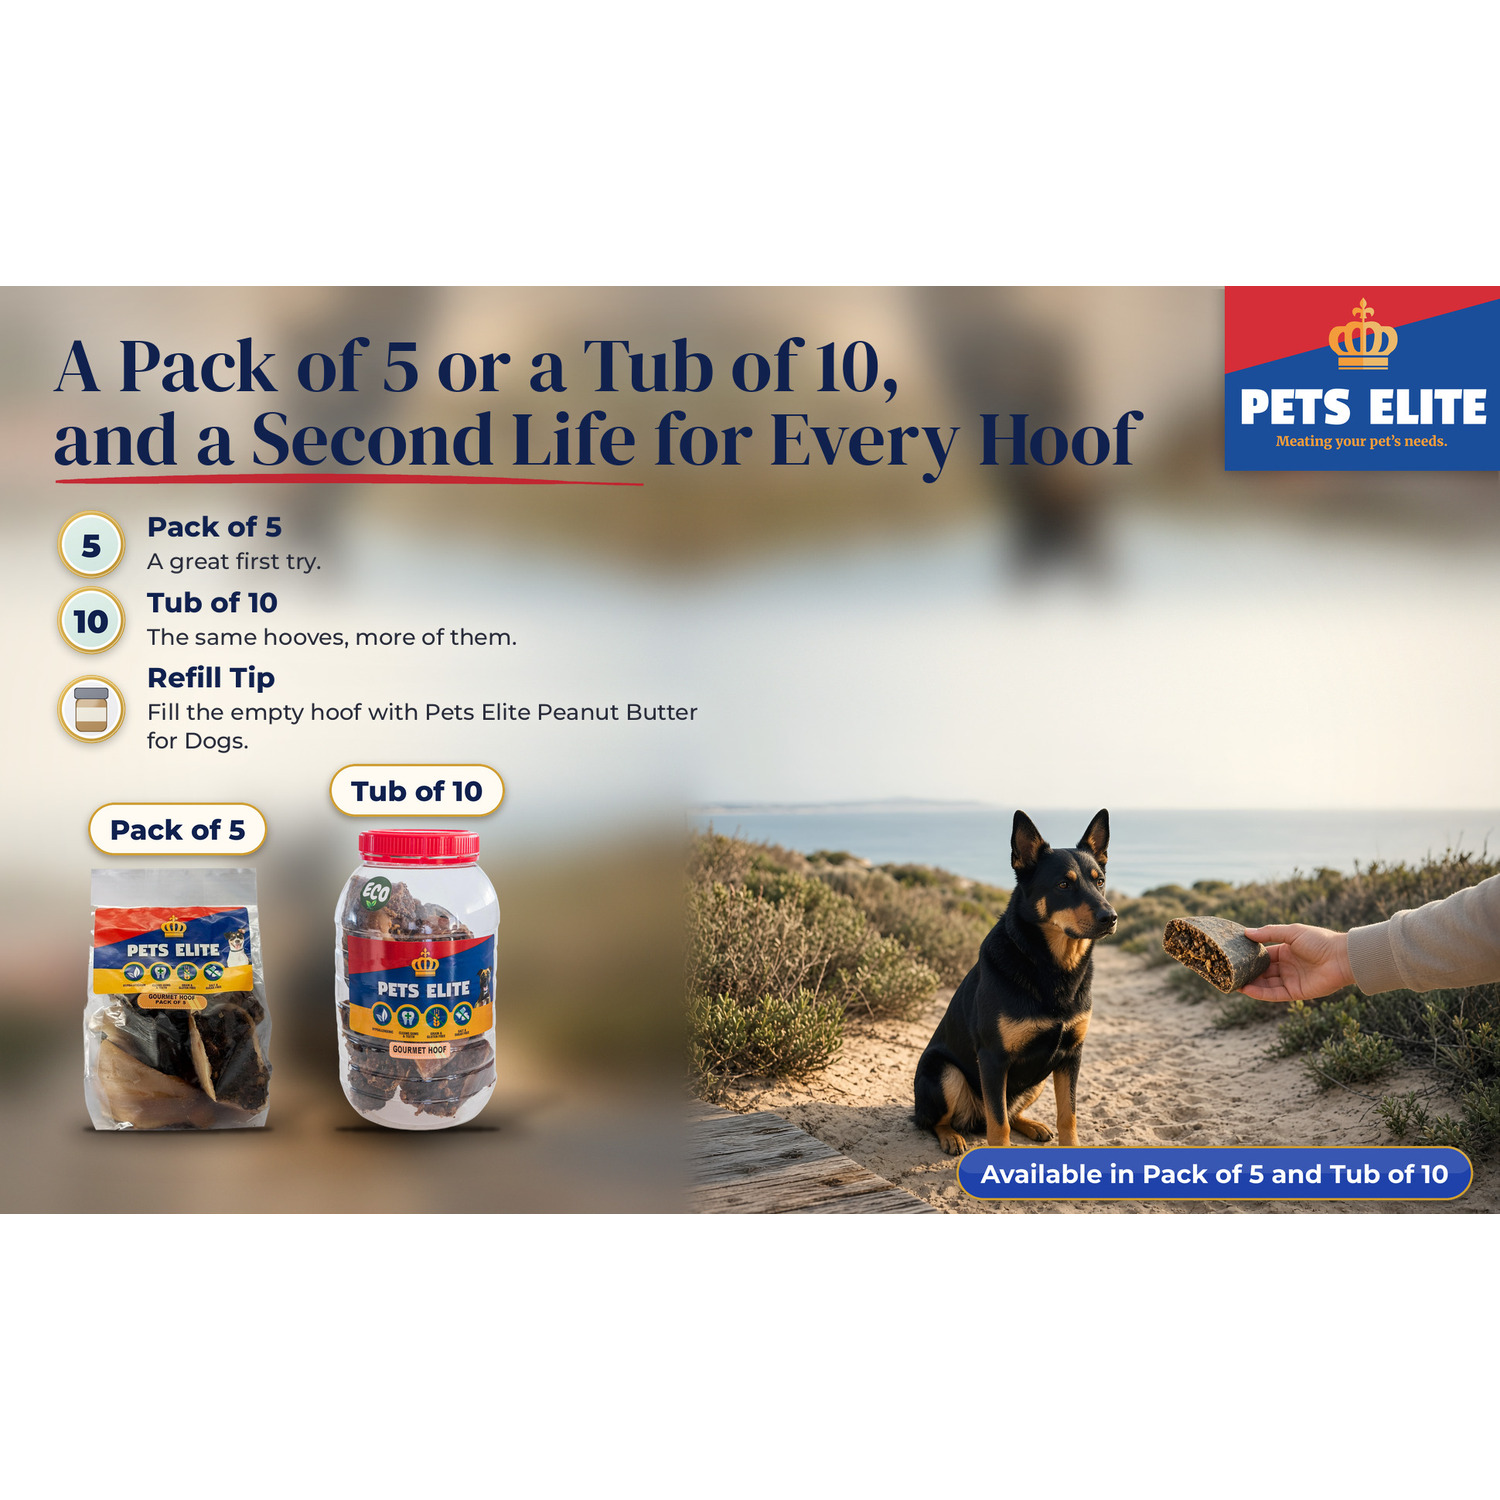 A Pack of 5 or a Tub of 10,
and a Second Life for Every Hoof
PETS ELITE
Meating your pet's needs.
5
Pack of 5
A great first try.
10
Tub of 10
The same hooves, more of them.
Refill Tip
Fill the empty hoof with Pets Elite Peanut Butter
for Dogs.
Pack of 5
Tub of 10
PETS ELITE
GOURMET HOOF
ECO
PETS ELITE
GOURMET HOOF
Available in Pack of 5 and Tub of 10